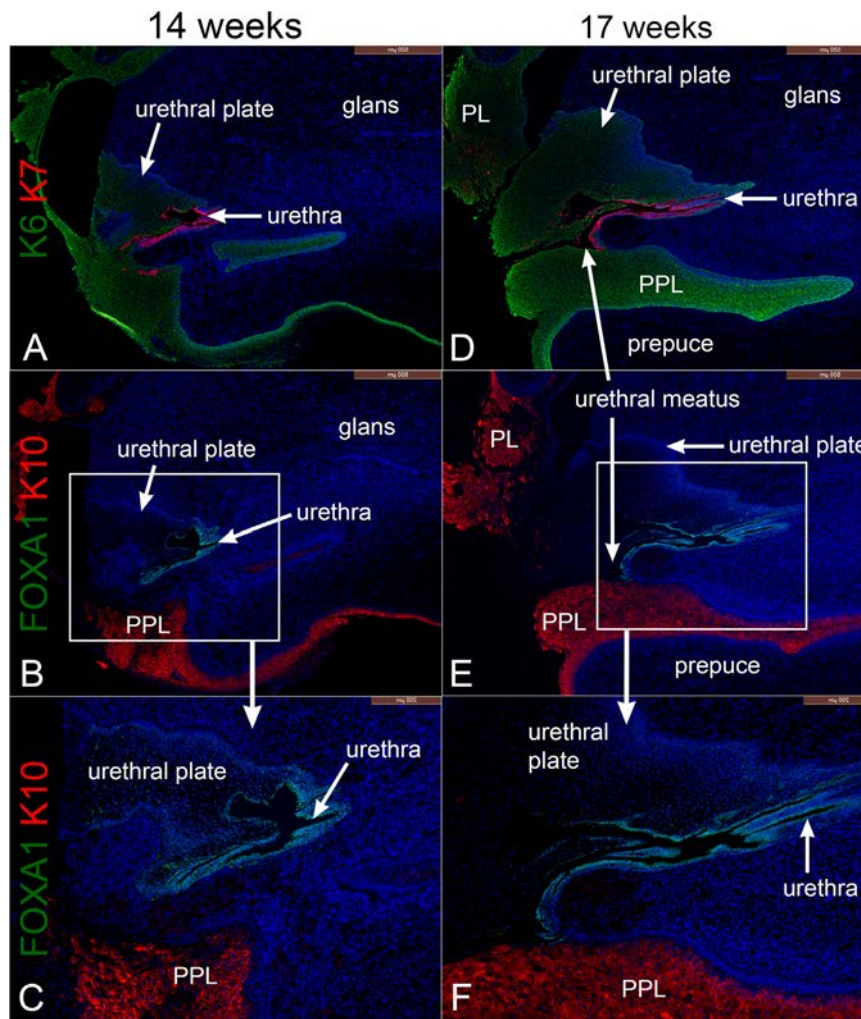 14 weeks
17 weeks
K6 K7
urethral plate
glans
urethra
A
PL
urethral plate
glans
urethra
PPL
prepuce
D
FOXA1 K10
urethral plate
glans
urethra
PPL
B
urethral meatus
PL
urethral plate
PPL
prepuce
E
FOXA1 K10
urethral plate
urethra
PPL
C
urethral
plate
urethra
PPL
F